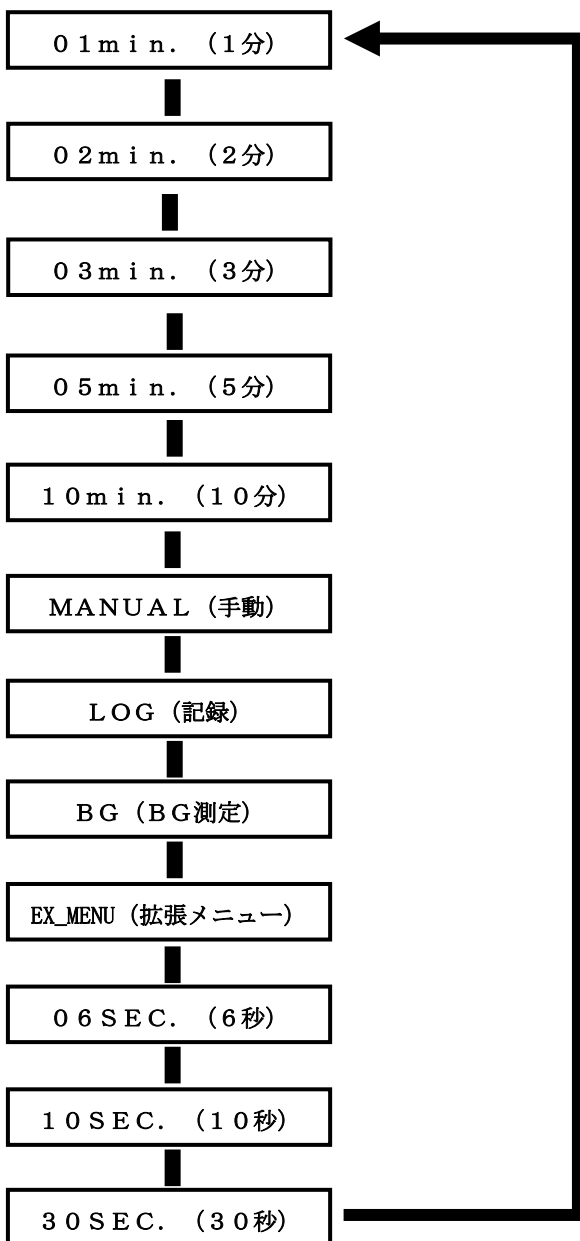 ０１ｍｉｎ．（１分）
０２ｍｉｎ．（２分）
０３ｍｉｎ．（３分）
０５ｍｉｎ．（５分）
１０ｍｉｎ．（１０分）
ＭＡＮＵＡＬ（手動）
ＬＯＧ（記録）
ＢＧ（ＢＧ測定）
EX_MENU（拡張メニュー）
０６ＳＥＣ．（６秒）
１０ＳＥＣ．（１０秒）
３０ＳＥＣ．（３０秒）